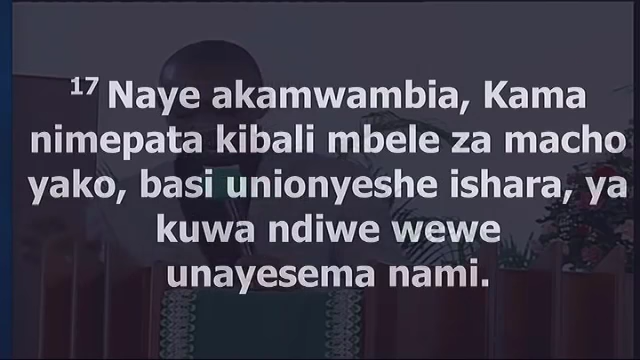 17 Naye akamwambia, Kama
nimepata kibali mbele za macho
yako, basi unionyeshe ishara, ya
kuwa ndiwe wewe
unayesema nami.